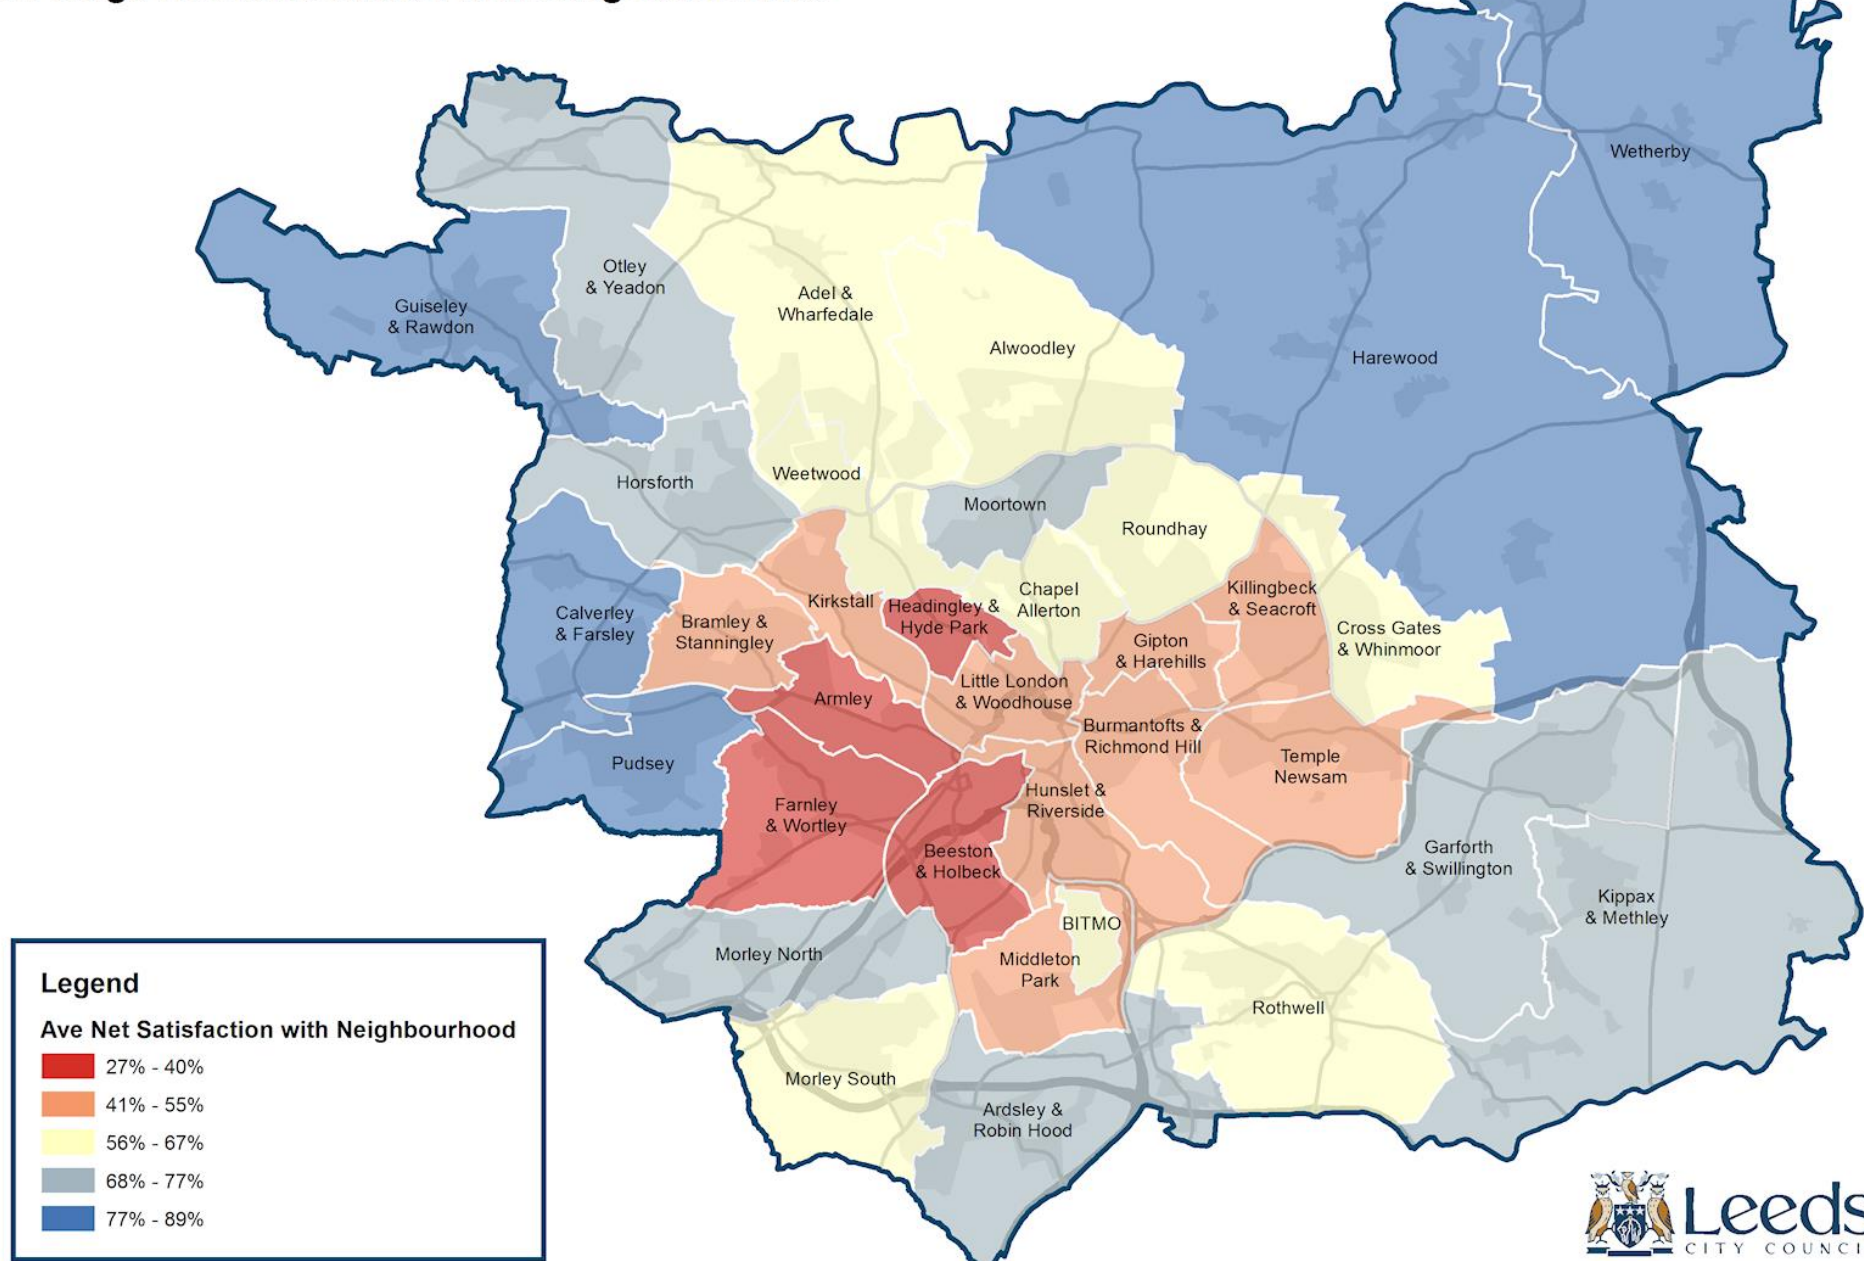 Wetherby
Otley
& Yeadon
Guiseley
& Rawdon
Adel &
Wharfedale
Alwoodley
Harewood
Horsforth
Weetwood
Moortown
Roundhay
Calverley
& Farsley
Bramley &
Stanningley
Kirkstall
Headingley &
Hyde Park
Chapel
Allerton
Killingbeck
& Seacroft
Gipton
& Harehills
Cross Gates
& Whinmoor
Armley
Little London
& Woodhouse
Burmantofts &
Richmond Hill
Temple
Newsam
Pudsey
Farnley
& Wortley
Hunslet &
Riverside
Beeston
& Holbeck
Garforth
& Swillington
Kippax
& Methley
BITMO
Morley North
Middleton
Park
Rothwell
Morley South
Ardsley &
Robin Hood
Legend
Ave Net Satisfaction with Neighbourhood
27% - 40%
41% - 55%
56% - 67%
68% - 77%
77% - 89%
Leeds
CITY COUNCI